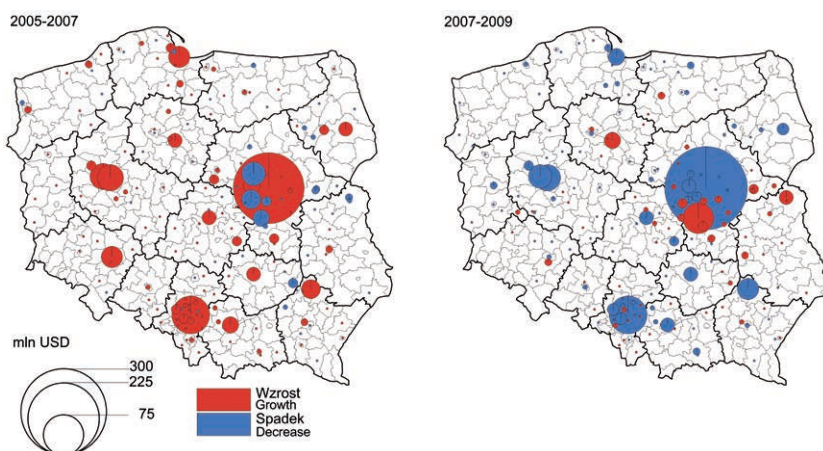 2005-2007
2007-2009
mln USD
300
225
75
Wzrost
Growth
Spadek
Decrease